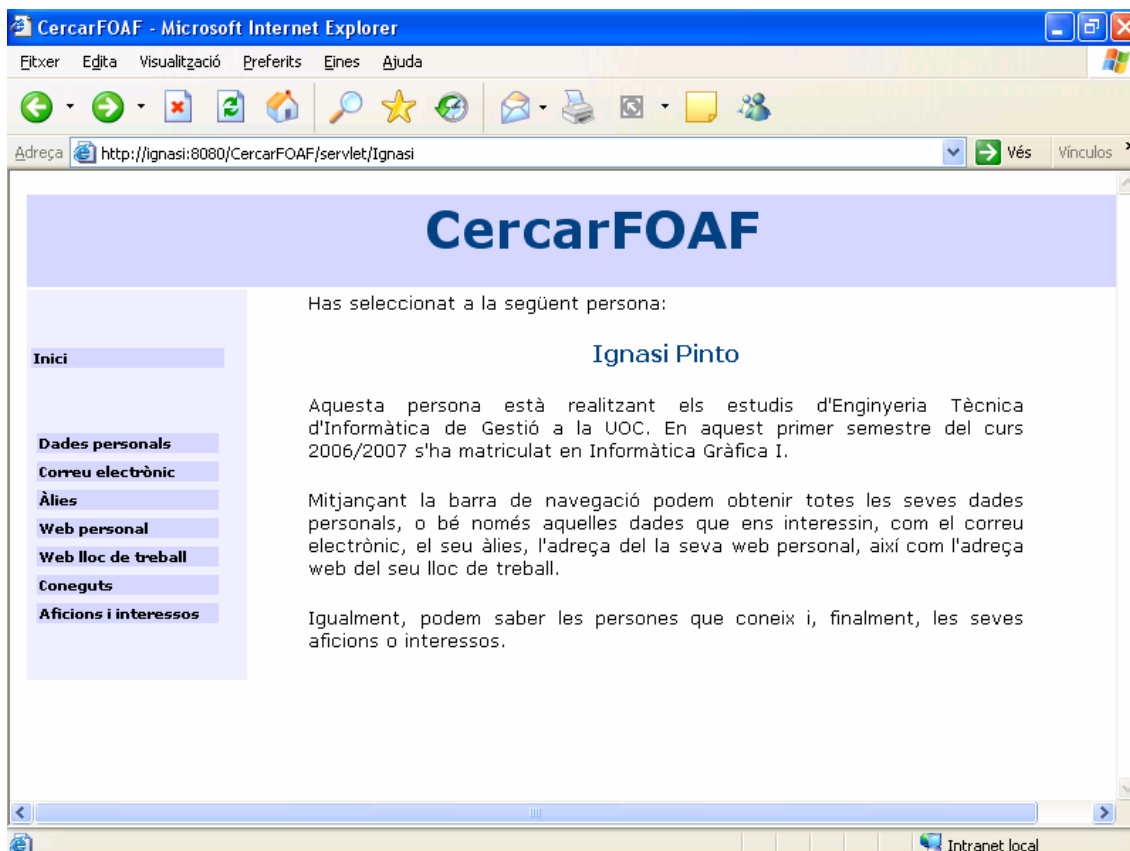 CercarFOAF - Microsoft Internet Explorer
Fitxer Edita Visualització Preferits Eines Ajuda
Adreça http://ignasi:8080/CercarFOAF/servlet/Ignasi Vés Vínculos
CercarFOAF
Has seleccionat a la següent persona:
Inici
Ignasi Pinto
Aquesta persona està realitzant els estudis d'Enginyeria Tècnica
d'Informàtica de Gestió a la UOC. En aquest primer semestre del curs
2006/2007 s'ha matriculat en Informàtica Gràfica I.
Dades personals
Correu electrònic
Àlies
Web personal
Web lloc de treball
Coneguts
Aficions i interessos
Mitjançant la barra de navegació podem obtenir totes les seves dades
personals, o bé només aquelles dades que ens interessin, com el correu
electrònic, el seu àlies, l'adreça del la seva web personal, així com l'adreça
web del seu lloc de treball.
Igualment, podem saber les persones que coneix i, finalment, les seves
aficions o interessos.
Intranet local